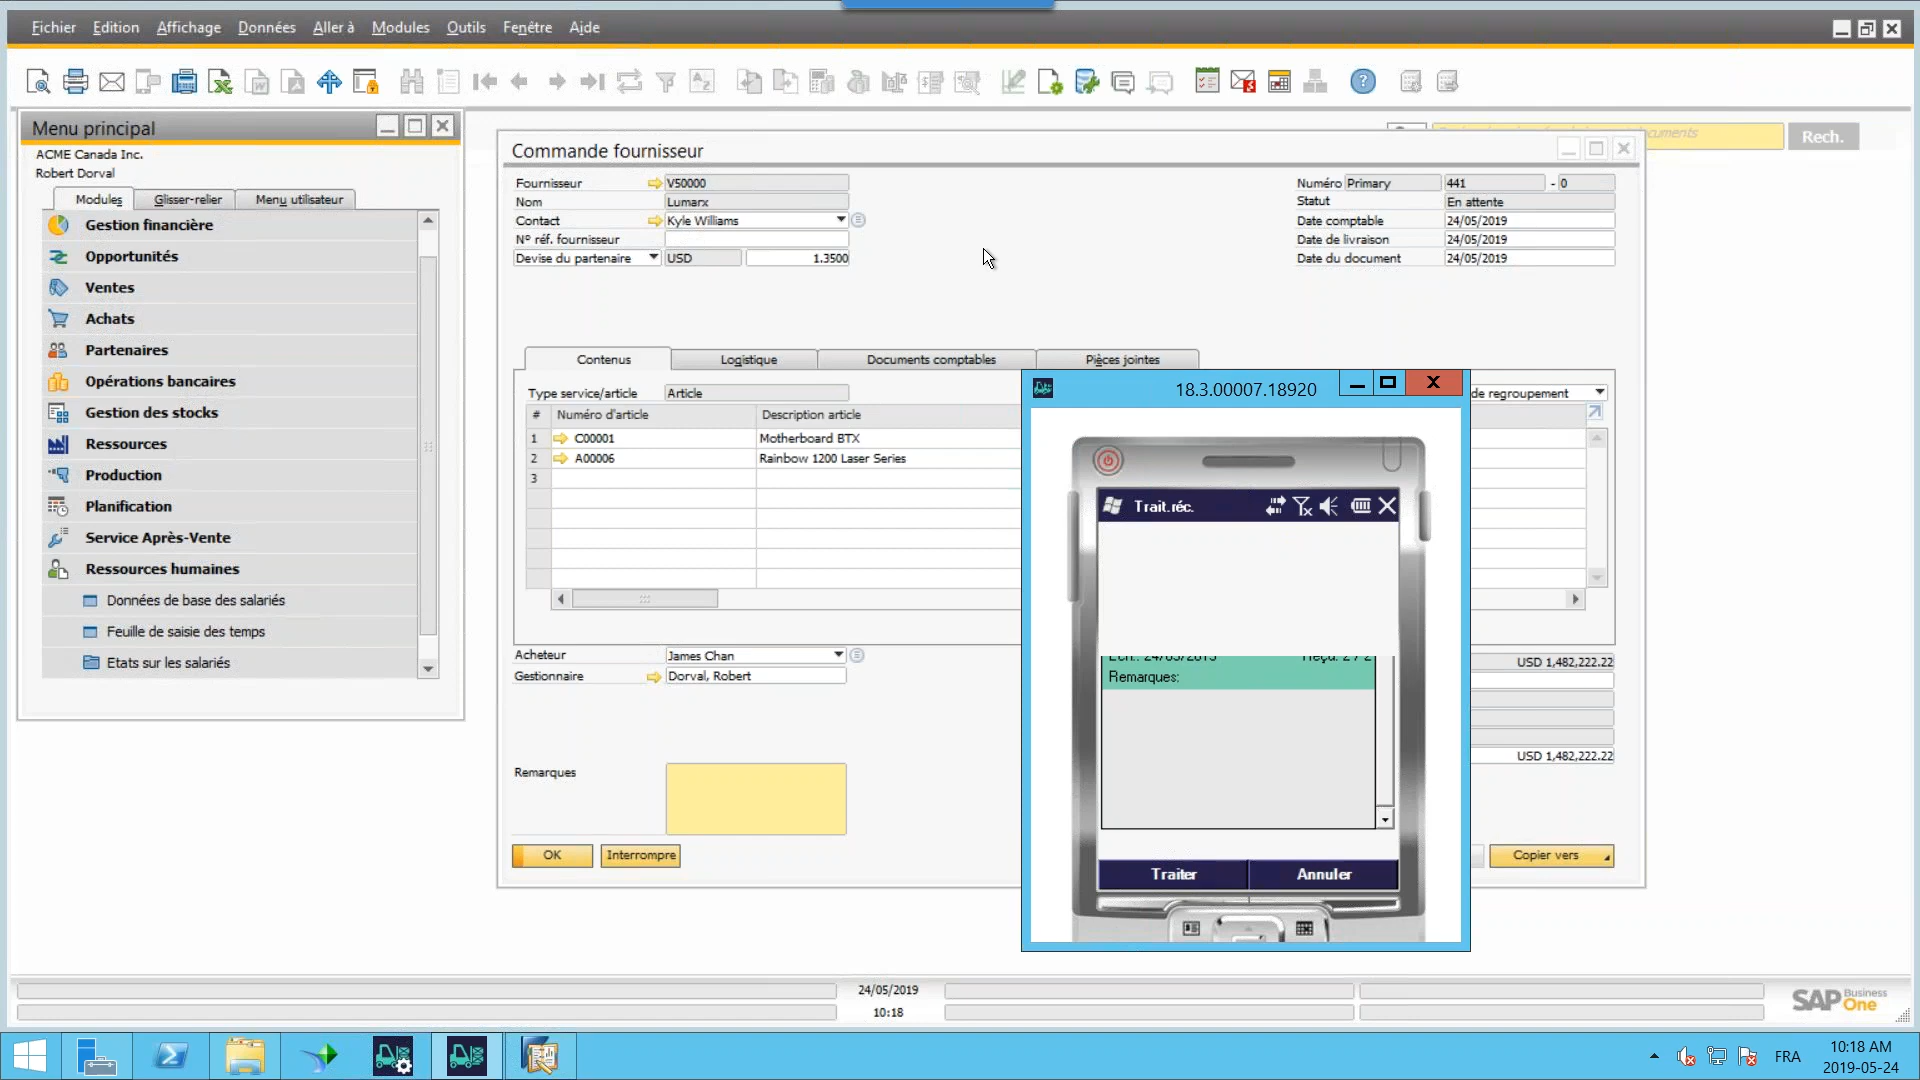 Fichier Edition Affichage Données Aller à Modules Outils Fenêtre Aide
Menu principal
ACME Canada Inc.
Robert Dorval
Modules Glisser-relier Menu utilisateur
Gestion financière
Opportunités
Ventes
Achats
Partenaires
Opérations bancaires
Gestion des stocks
Ressources
Production
Planification
Service Après-Vente
Ressources humaines
Données de base des salariés
Feuille de saisie des temps
Etats sur les salariés
Rech.
Commande fournisseur
Fournisseur V50000
Nom Lumarx
Contact Kyle Williams
N° réf. fournisseur
Devise du partenaire USD 1.3500
Numéro Primary 441 - 0
Statut En attente
Date comptable 24/05/2019
Date de livraison 24/05/2019
Date du document 24/05/2019
Contenus Logistique Documents comptables Pièces jointes
Type service/article Article
de regroupement
# Numéro d'article Description article
1 C00001 Motherboard BTX
2 A00006 Rainbow 1200 Laser Series
3
Acheteur James Chan
Gestionnaire Dorval, Robert
USD 1,482,222.22
USD 1,482,222.22
Remarques
OK Interrompre
Copier vers
18.3.00007.18920
Trait.réc.
Remarques:
Traiter Annuler
24/05/2019
10:18
SAP Business One
FRA
10:18 AM
2019-05-24